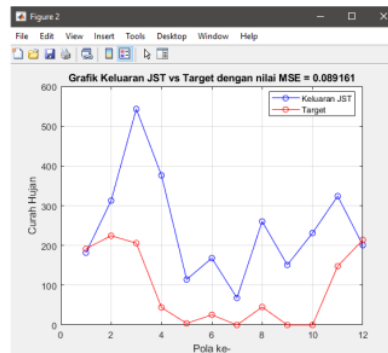 Figure 2
File Edit View Insert Tools Desktop Window Help
Grafik Keluaran JST vs Target dengan nilai MSE = 0.089161
Keluaran JST
Target
600
500
400
300
200
100
0
Curah Hujan
0 2 4 6 8 10 12
Pola ke-